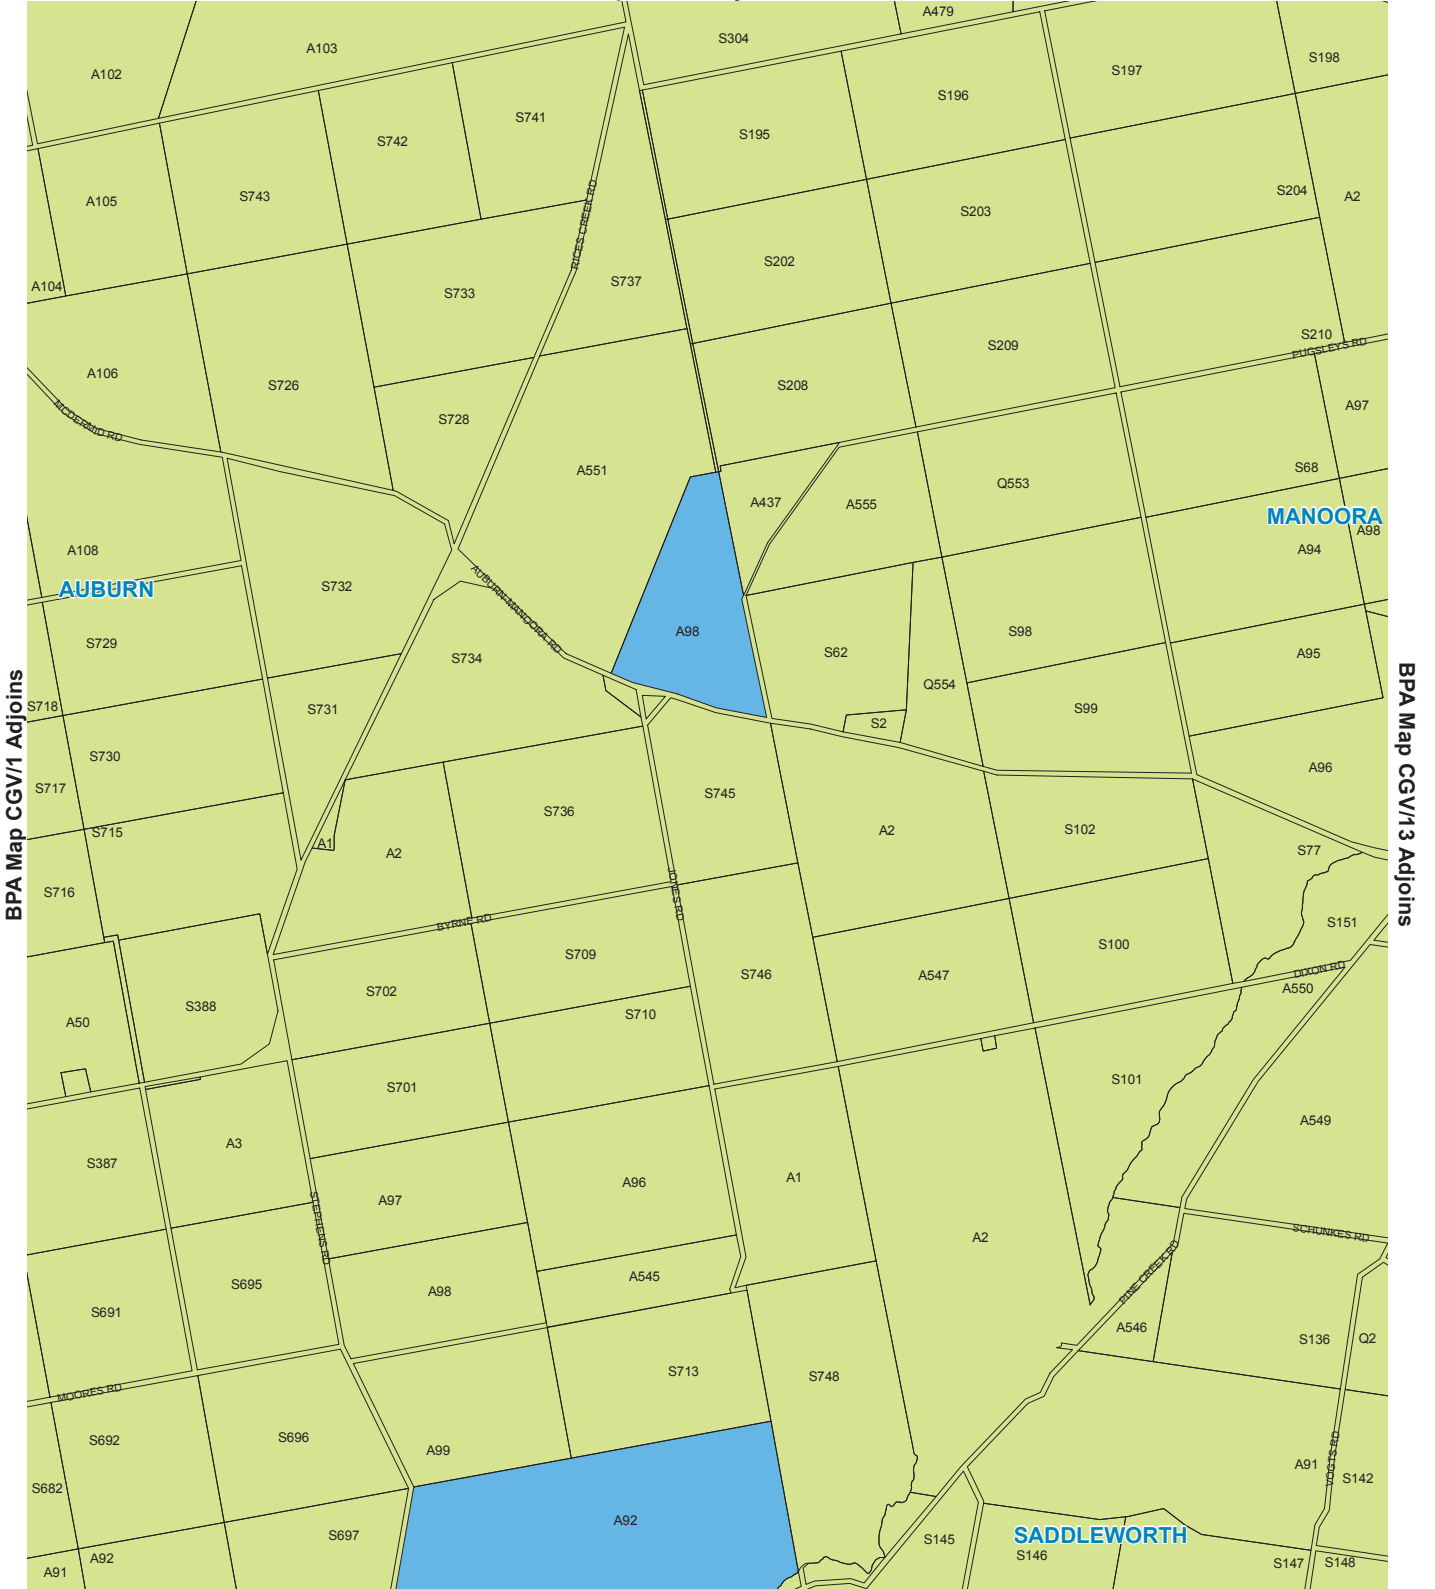 A479
S304
A103
A102
S198
S197
S196
S741
S195
S742
RICES CREEK RD
S204
A2
S743
A105
S203
S202
S737
A104
S733
S210
PUGSLEYS RD
S209
A106
S726
S208
A97
MCDERMID RD
S728
S68
A551
Q553
A437
A555
MANOORA
A98
A108
A94
AUBURN
S732
AUBURN-MANOORA RD
A98
S98
S729
S62
A95
S734
Q554
S718
S731
S99
S2
BPA Map CGV/1 Adjoins
BPA Map CGV/13 Adjoins
S730
A96
S717
S745
S736
S715
A2
S102
A1
A2
S77
S716
JONES RD
BYRNE RD
S151
S100
S709
S746
A547
DIXON RD
S702
A550
S388
S710
A50
S701
S101
A549
A3
S387
A1
A96
A97
STEPHENS RD
SCHUNKES RD
A2
PINE CREEK RD
A545
S695
A98
S691
A546
S136
Q2
S713
S748
MOORES RD
S696
S692
A99
A91
VOGTS RD
S142
S682
A92
S697
SADDLEWORTH
S145
S146
A92
S147
S148
A91